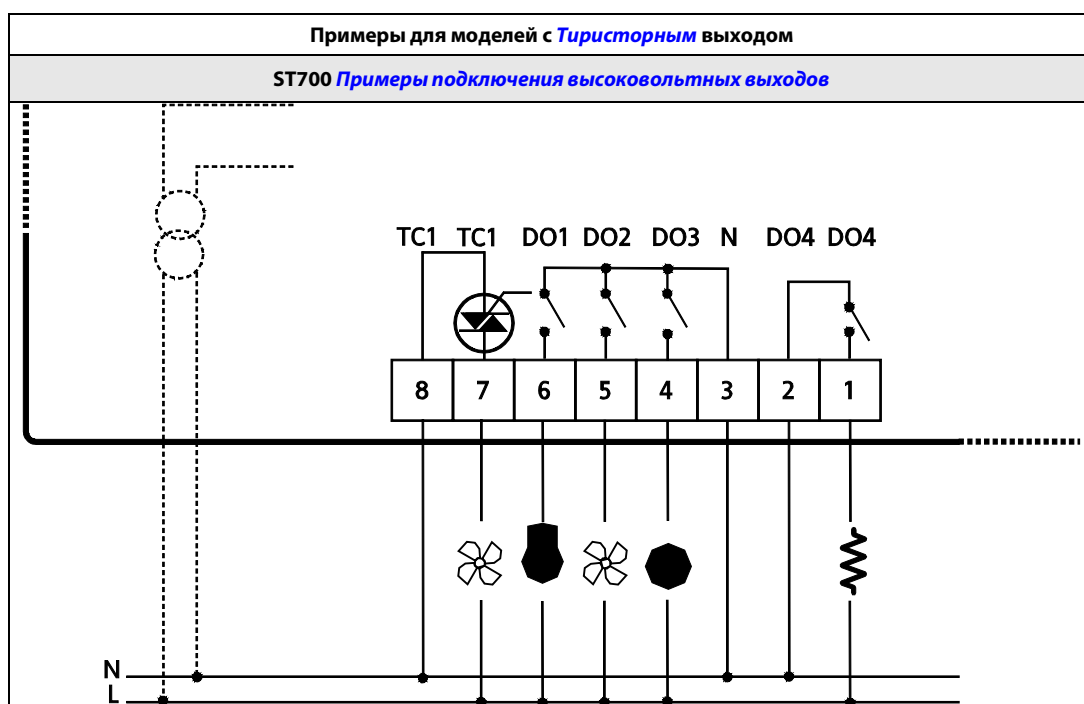 Примеры для моделей с Тиристорным выходом
ST700 Примеры подключения высоковольтных выходов
TC1 TC1 DO1 DO2 DO3 N DO4 DO4
8 7 6 5 4 3 2 1
N
L